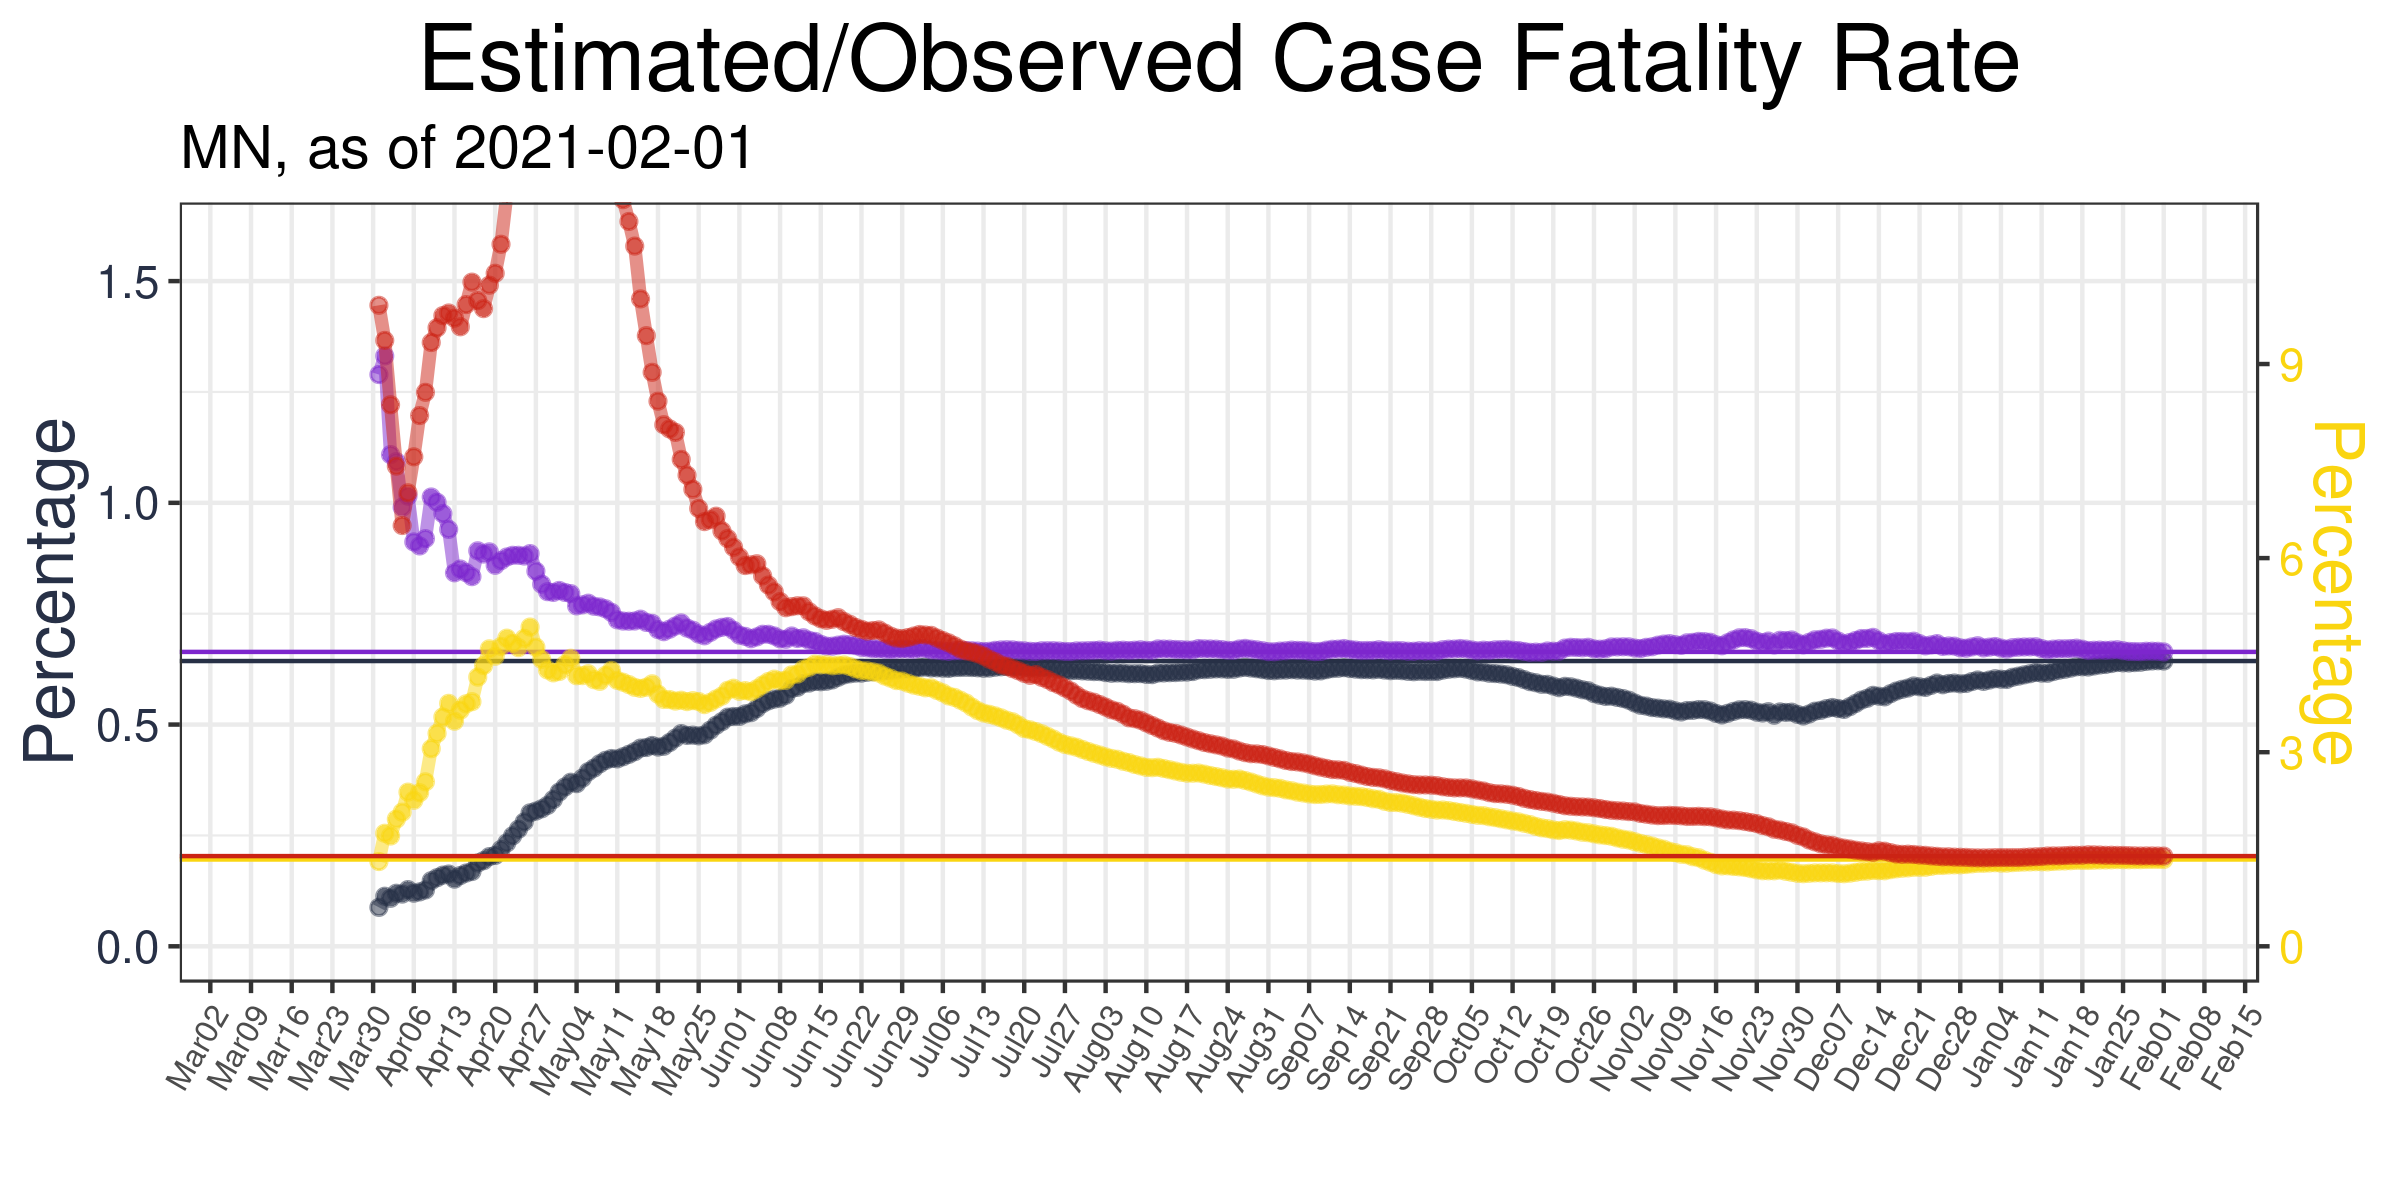 Estimated/Observed Case Fatality Rate
MN, as of 2021-02-01
Percentage
1.5
1.0
0.5
0.0
9
6
3
0
Percentage
Mar02
Mar09
Mar16
Mar23
Mar30
Apr06
Apr13
Apr20
Apr27
May04
May11
May18
May25
Jun01
Jun08
Jun15
Jun22
Jun29
Jul06
Jul13
Jul20
Jul27
Aug03
Aug10
Aug17
Aug24
Aug31
Sep07
Sep14
Sep21
Sep28
Oct05
Oct12
Oct19
Oct26
Nov02
Nov09
Nov16
Nov23
Nov30
Nov07
Dec14
Dec21
Dec28
Dec04
Jan11
Jan18
Jan25
Jan01
Feb08
Feb15